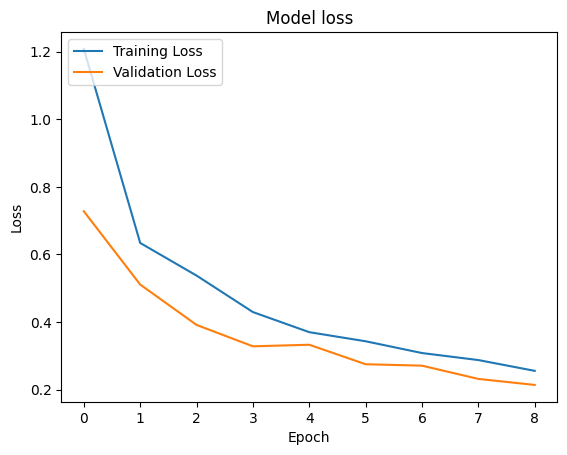 Model loss
Training Loss
Validation Loss
1.2
1.0
0.8
0.6
0.4
0.2
Loss
0 1 2 3 4 5 6 7 8
Epoch